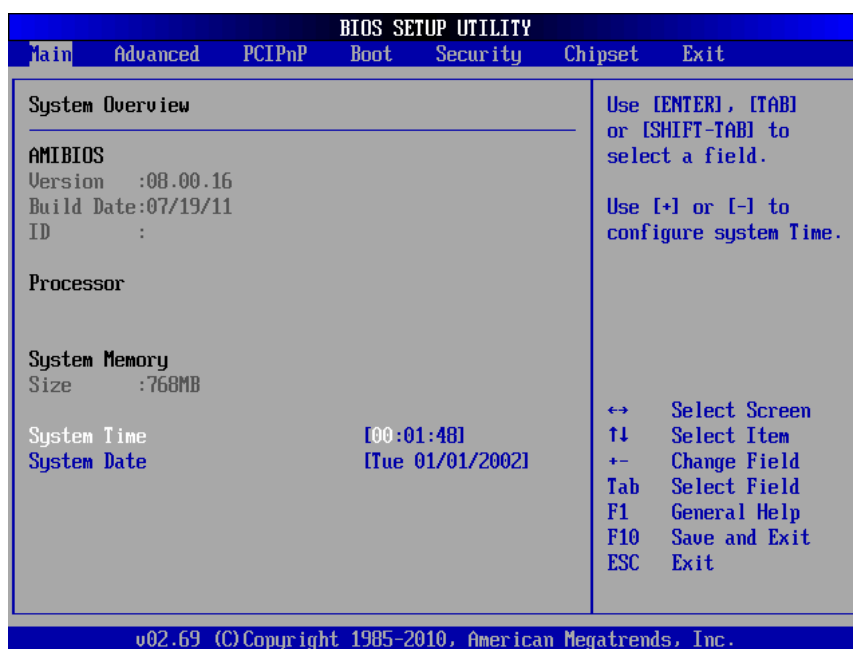 BIOS SETUP UTILITY
Main Advanced PCIPnP Boot Security Chipset Exit
System Overview
AMIBIOS
Version :08.00.16
Build Date:07/19/11
ID :
Processor
System Memory
Size :768MB
System Time [00:01:48]
System Date [Tue 01/01/2002]
Use [ENTER], [TAB]
or [SHIFT-TAB] to
select a field.
Use [+] or [-] to
configure system Time.
↔ Select Screen
↑↓ Select Item
+- Change Field
Tab Select Field
F1 General Help
F10 Save and Exit
ESC Exit
v02.69 (C)Copyright 1985-2010, American Megatrends, Inc.